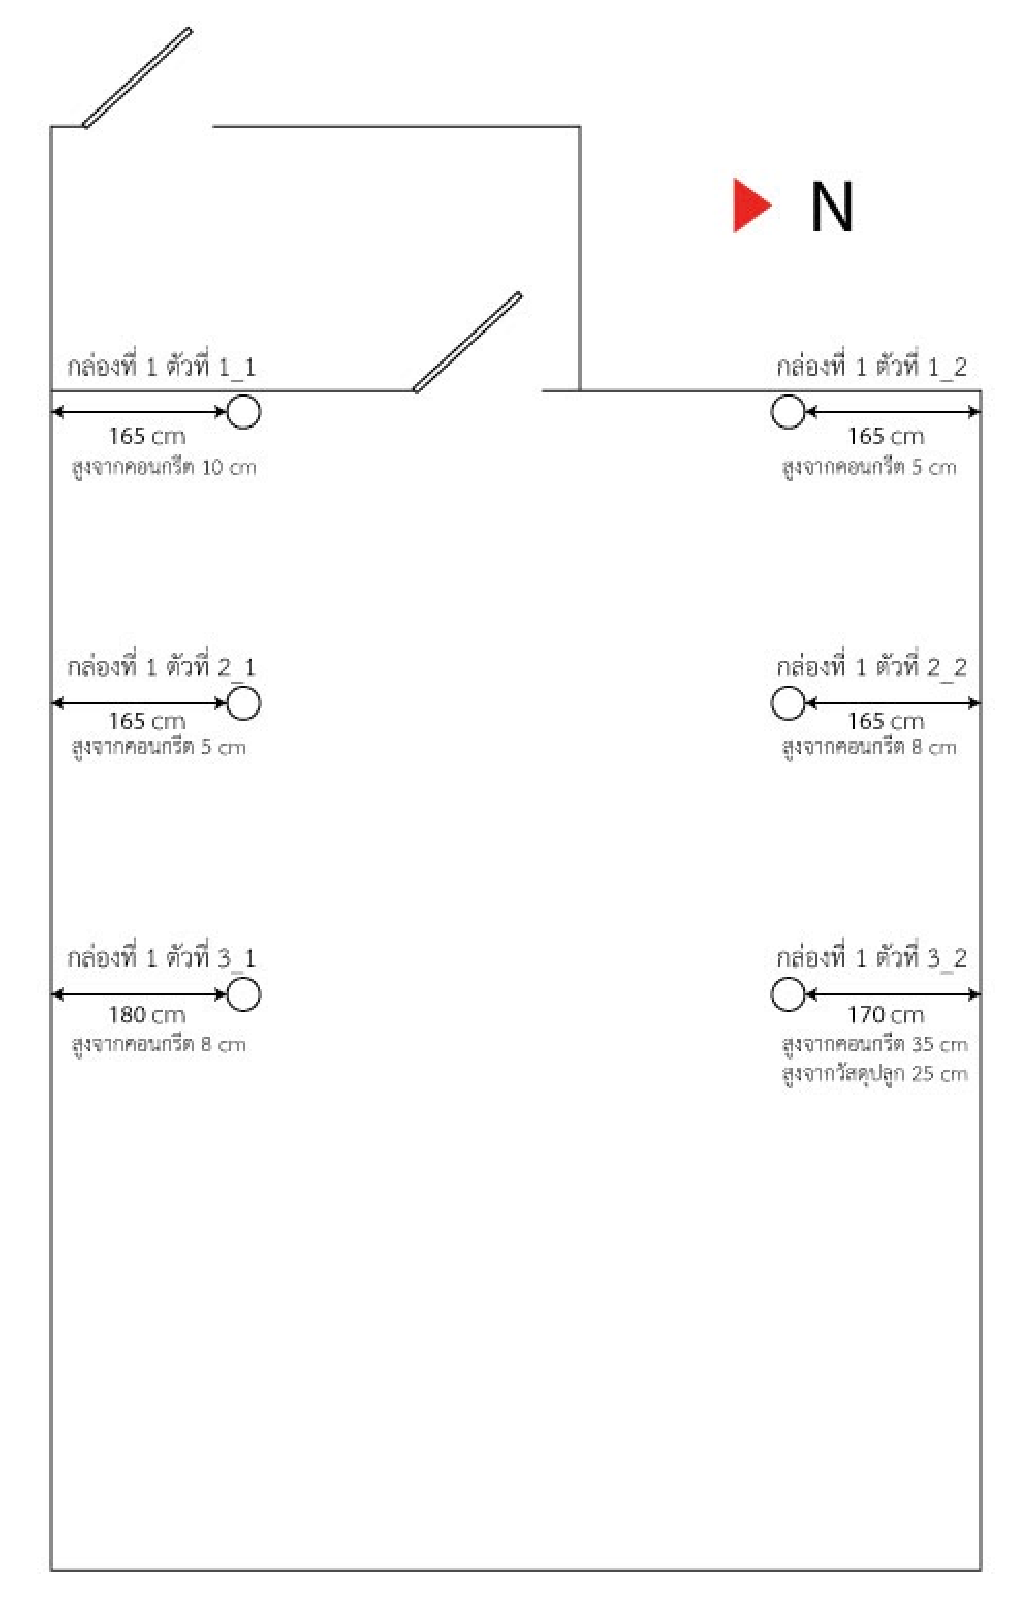 N
กล่องที่ 1 ตัวที่ 1_1
165 cm
สูงจากคอนกรีต 10 cm
กล่องที่ 1 ตัวที่ 1_2
165 cm
สูงจากคอนกรีต 5 cm
กล่องที่ 1 ตัวที่ 2_1
165 cm
สูงจากคอนกรีต 5 cm
กล่องที่ 1 ตัวที่ 2_2
165 cm
สูงจากคอนกรีต 8 cm
กล่องที่ 1 ตัวที่ 3_1
180 cm
สูงจากคอนกรีต 8 cm
กล่องที่ 1 ตัวที่ 3_2
170 cm
สูงจากคอนกรีต 35 cm
สูงจากวัสดุปลูก 25 cm